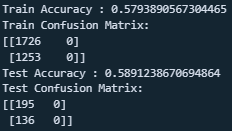 Train Accuracy : 0.5793890567304465
Train Confusion Matrix:
[[1726    0]
 [1253    0]]
Test Accuracy : 0.5891238670694864
Test Confusion Matrix:
[[195   0]
 [136   0]]